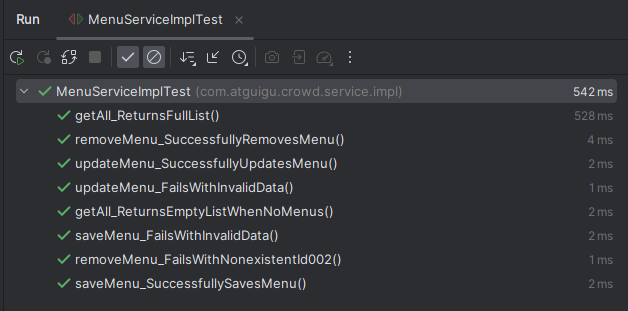 Run MenuServiceImplTest
MenuServiceImplTest (com.atguigu.crowd.service.impl) 542 ms
getAll_ReturnsFullList() 528 ms
removeMenu_SuccessfullyRemovesMenu() 4 ms
updateMenu_SuccessfullyUpdatesMenu() 2 ms
updateMenu_FailsWithInvalidData() 1 ms
getAll_ReturnsEmptyListWhenNoMenus() 2 ms
saveMenu_FailsWithInvalidData() 2 ms
removeMenu_FailsWithNonexistentId002() 1 ms
saveMenu_SuccessfullySavesMenu() 2 ms